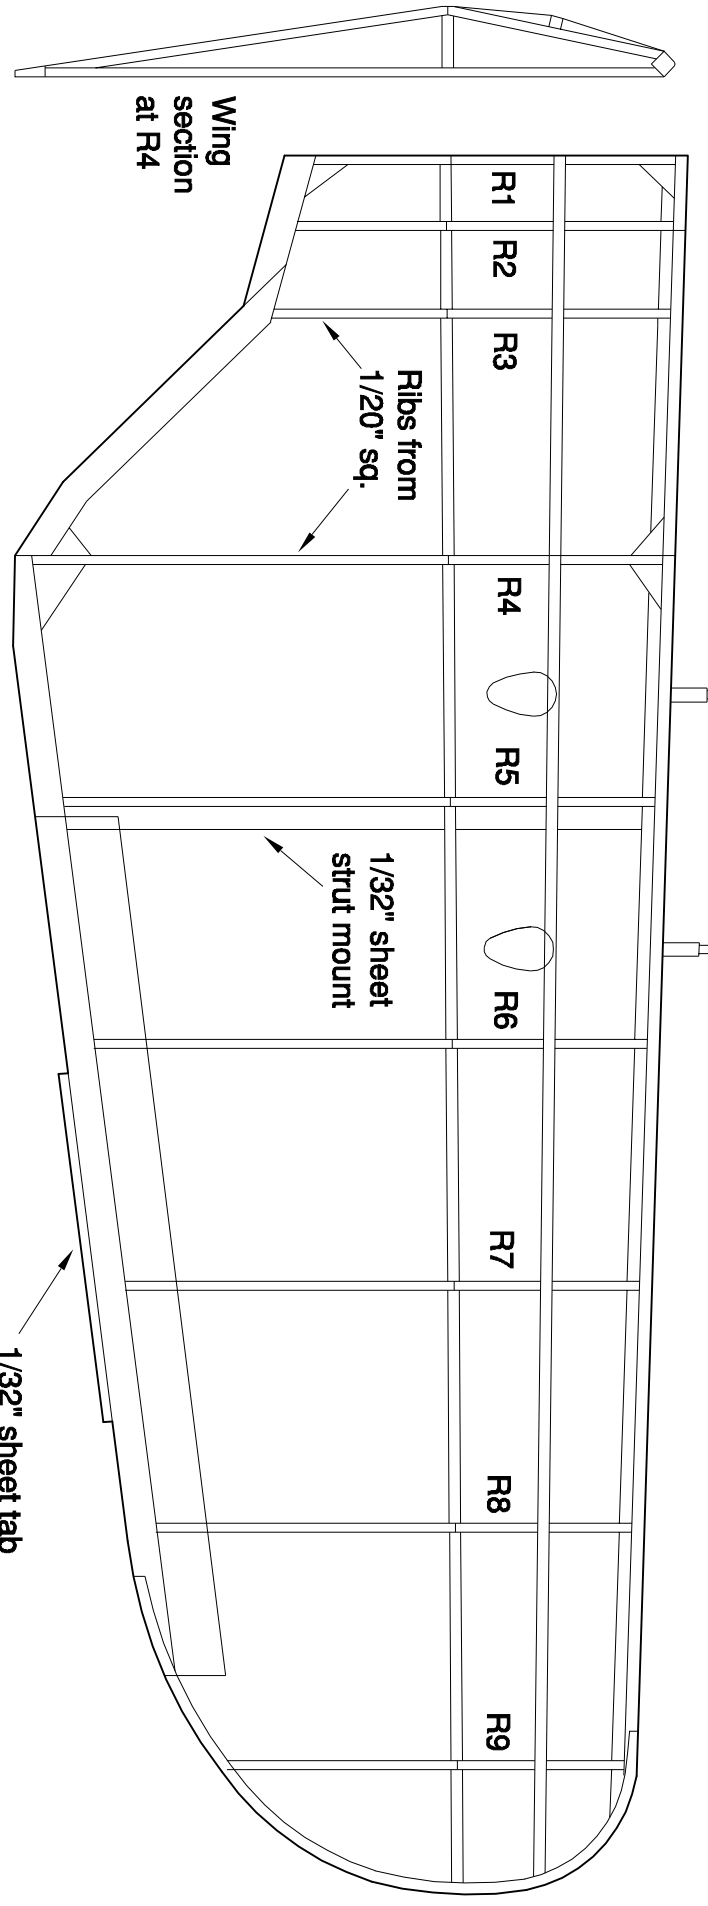 Wing
section
at R4
R1
R2
R3
Ribs from
1/20" sq.
R4
R5
1/32" sheet
strut mount
R6
R7
1/32" sheet tab
R8
R9